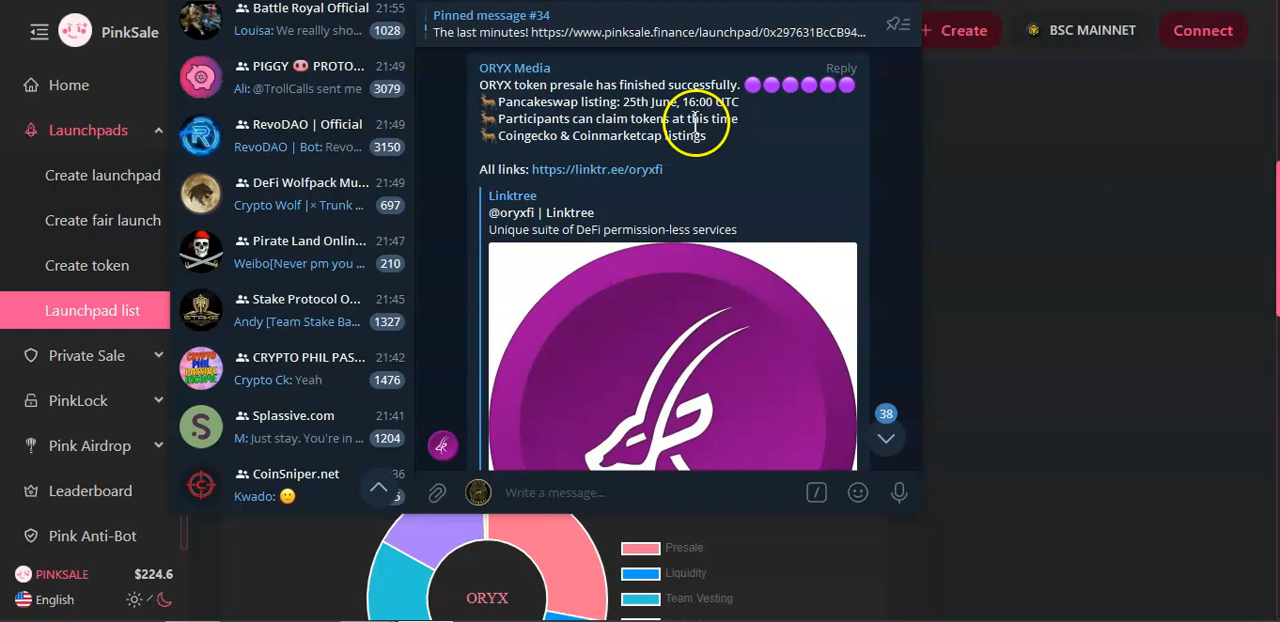 PinkSale
Home
Launchpads
Create launchpad
Create fair launch
Create token
Launchpad list
Private Sale
PinkLock
Pink Airdrop
Leaderboard
Pink Anti-Bot
PINKSALE $224.6
English
Battle Royal Official 21:55
Louisa: We reallly sho... 1028
PIGGY 🐽 PROTO... 21:49
Ali: @TrollCalls sent me 3079
RevoDAO | Official 21:49
RevoDAO | Bot: Revo... 3150
DeFi Wolfpack Mu... 21:49
Crypto Wolf |× Trunk ... 697
Pirate Land Onlin... 21:47
Weibo[Never pm you ... 210
Stake Protocol O... 21:45
Andy [Team Stake Ba... 1327
CRYPTO PHIL PAS... 21:42
Crypto Ck: Yeah 1476
Splassive.com 21:41
M: Just stay. You're in ... 1204
CoinSniper.net
Kwado: 🙂
Pinned message #34
The last minutes! https://www.pinksale.finance/launchpad/0x297631BcCB94...
ORYX Media Reply
ORYX token presale has finished successfully. 🟣🟣🟣🟣🟣🟣
Pancakeswap listing: 25th June, 16:00 UTC
Participants can claim tokens at this time
Coingecko & Coinmarketcap listings
All links: https://linktr.ee/oryxfi
Linktree
@oryxfi | Linktree
Unique suite of DeFi permission-less services
38
Write a message...
+ Create
BSC MAINNET
Connect
ORYX
Presale
Liquidity
Team Vesting